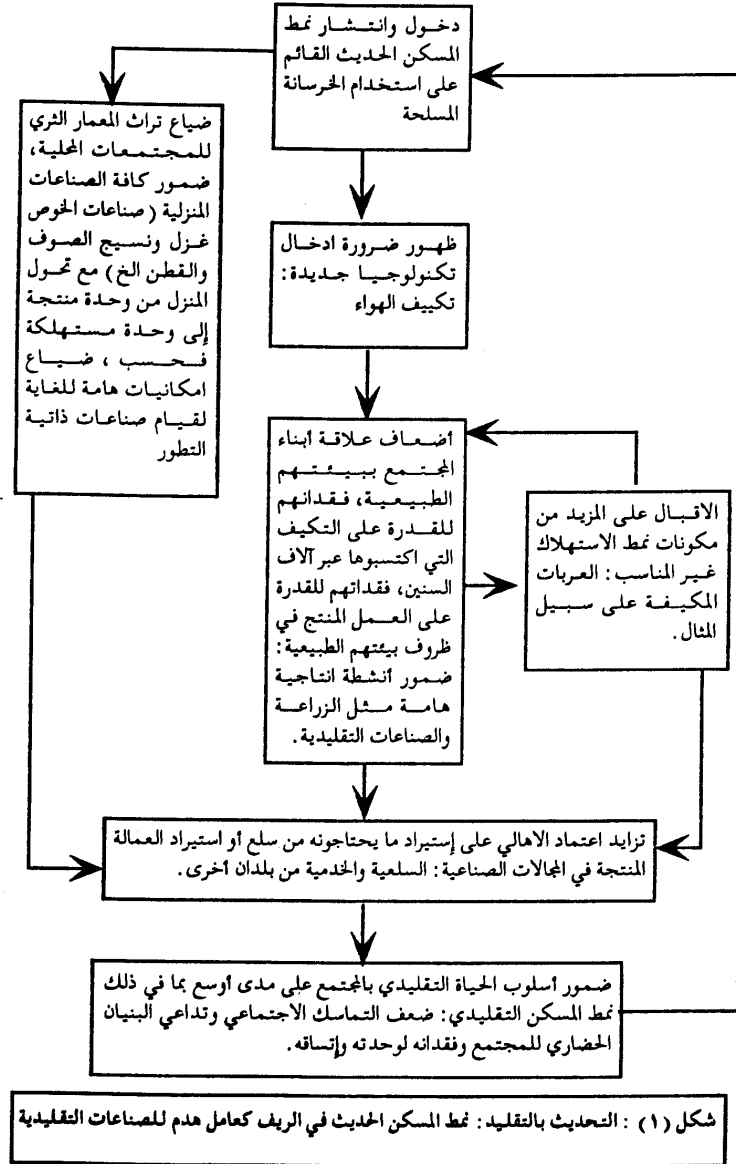 دخول وانتشار نمط
المسكن الحديث القائم
على استخدام الخرسانة
المسلحة
ضياع تراث المعمار الثري
للمجتمعات المحلية،
ضمور كافة الصناعات
المنزلية (صناعات الخوص
غزل ونسيج الصوف
والقطن الخ) مع تحول
المنزل من وحدة منتجة
إلى وحدة مستهلكة
فحسب، ضياع
امكانيات هامة للغاية
لقيام صناعات ذاتية
التطور
ظهور ضرورة ادخال
تكنولوجيا جديدة:
تكييف الهواء
أضعاف علاقة أبناء
المجتمع ببيئتهم
الطبيعية، فقدانهم
للقدرة على التكيف
التي اكتسبوها عبر آلاف
السنين، فقداتهم للقدرة
على العمل المنتج في
ظروف بيئتهم الطبيعية:
ضمور أنشطة انتاجية
هامة مثل الزراعة
والصناعات التقليدية.
الاقبال على المزيد من
مكونات نمط الاستهلاك
غير المناسب: العربات
المكيفة على سبيل
المثال.
تزايد اعتماد الاهالي على إستيراد ما يحتاجونه من سلع أو استيراد العمالة
المنتجة في المجالات الصناعية: السلعية والخدمية من بلدان أخرى.
ضمور أسلوب الحياة التقليدي بالمجتمع على مدى أوسع بما في ذلك
نمط المسكن التقليدي: ضعف التماسك الاجتماعي وتداعي البنيان
الحضاري للمجتمع وفقدانه لوحدته وإتساقه.
شكل (١) : التحديث بالتقليد: نمط المسكن الحديث في الريف كعامل هدم للصناعات التقليدية